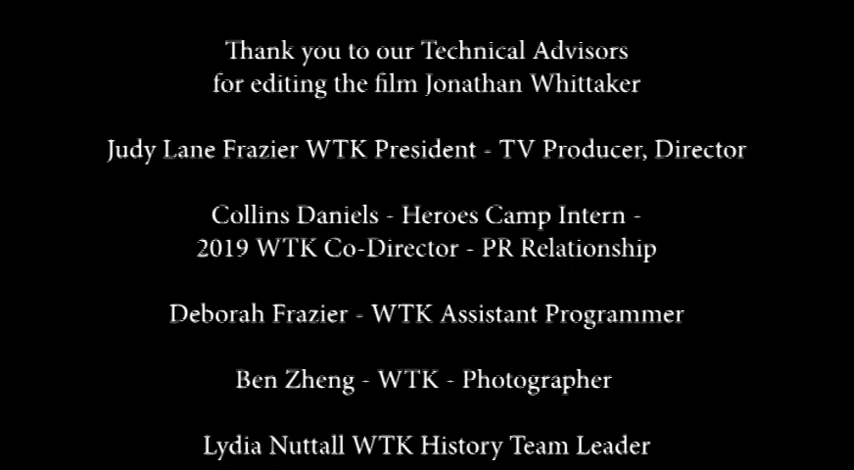 Thank you to our Technical Advisors
for editing the film Jonathan Whittaker
Judy Lane Frazier WTK President - TV Producer, Director
Collins Daniels - Heroes Camp Intern -
2019 WTK Co-Director - PR Relationship
Deborah Frazier - WTK Assistant Programmer
Ben Zheng - WTK - Photographer
Lydia Nuttall WTK History Team Leader